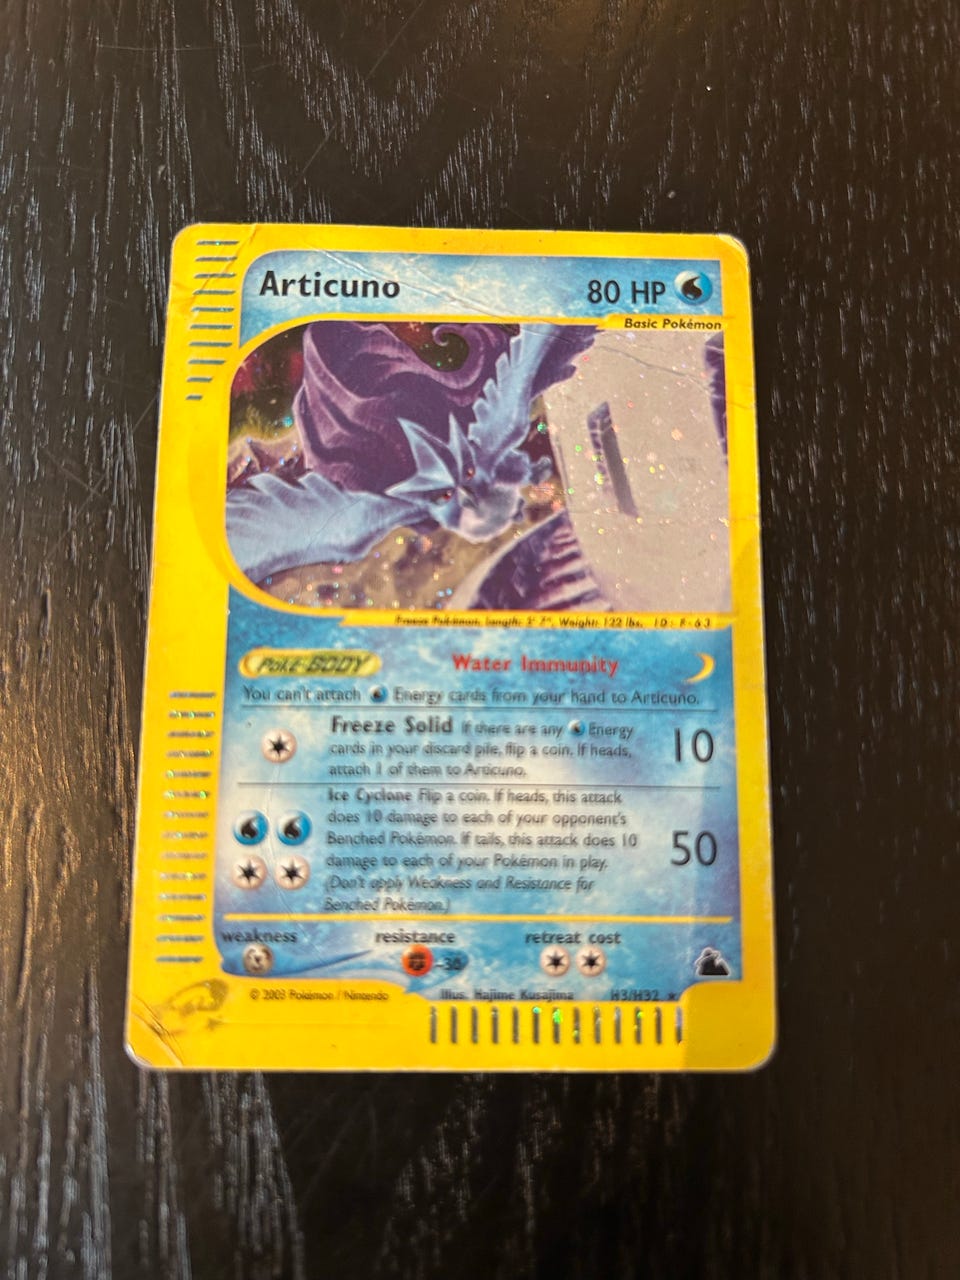 Articuno
80 HP
Basic Pokémon
Freeze Pokémon, length: 5' 7", Weight: 122 lbs.
POKé-BODY Water Immunity
You can't attach Energy cards from your hand to Articuno.
Freeze Solid If there are any Energy
cards in your discard pile, flip a coin. If heads,
attach 1 of them to Articuno.
10
Ice Cyclone Flip a coin. If heads, this attack
does 10 damage to each of your opponent's
Benched Pokémon. If tails, this attack does 10
damage to each of your Pokémon in play.
(Don't apply Weakness and Resistance for
Benched Pokémon.)
50
weakness resistance retreat cost
-30
© 2003 Pokémon / Nintendo Illus. Hajime Kusajima H3/H32